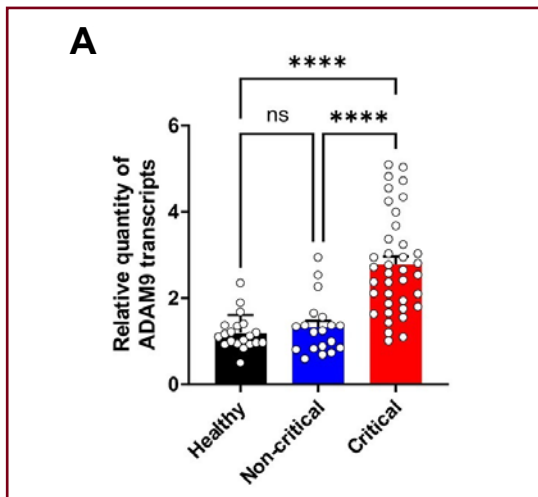 A
****
ns
****
Relative quantity of
ADAM9 transcripts
6
4
2
0
Healthy
Non-critical
Critical